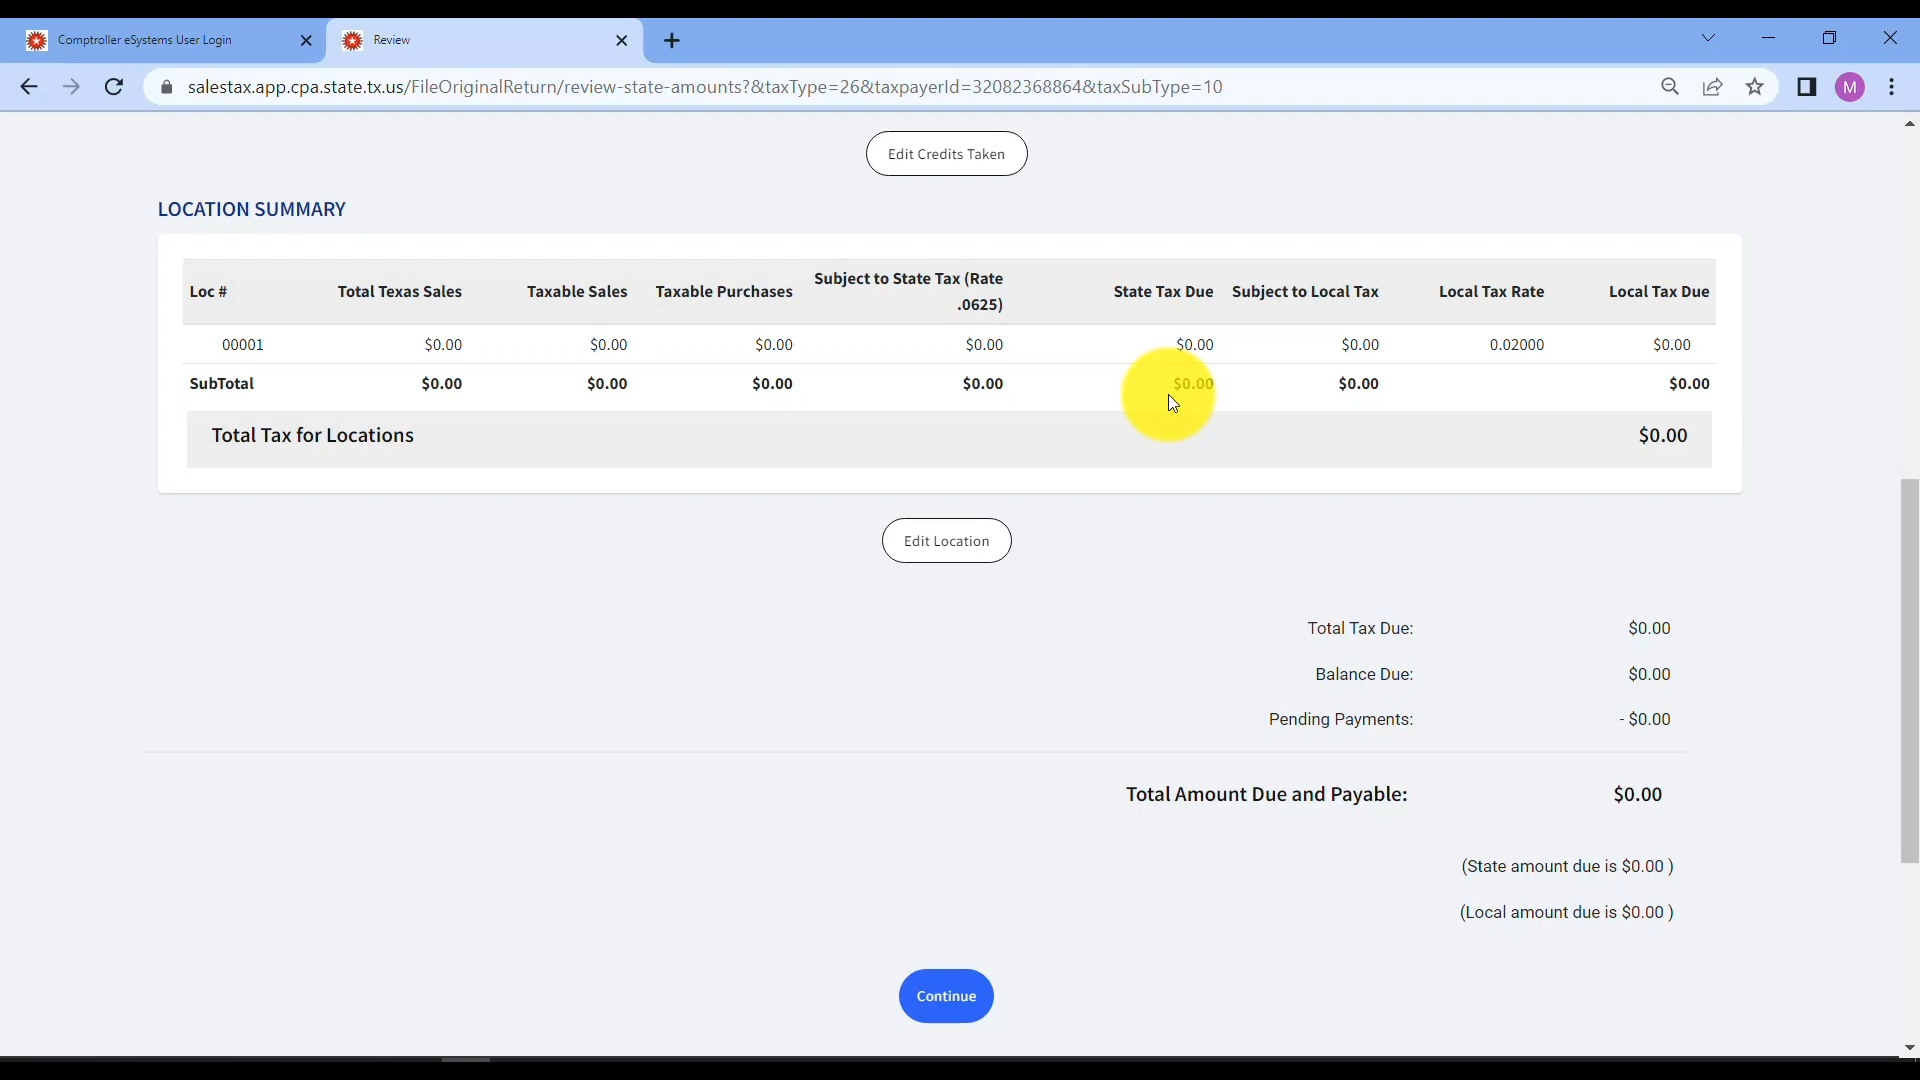 Comptroller eSystems User Login
Review
salestax.app.cpa.state.tx.us/FileOriginalReturn/review-state-amounts?&taxType=26&taxpayerId=32082368864&taxSubType=10
M
Edit Credits Taken
LOCATION SUMMARY
Loc # Total Texas Sales Taxable Sales Taxable Purchases Subject to State Tax (Rate .0625) State Tax Due Subject to Local Tax Local Tax Rate Local Tax Due
00001 $0.00 $0.00 $0.00 $0.00 $0.00 $0.00 0.02000 $0.00
SubTotal $0.00 $0.00 $0.00 $0.00 $0.00 $0.00 $0.00
Total Tax for Locations $0.00
Edit Location
Total Tax Due: $0.00
Balance Due: $0.00
Pending Payments: - $0.00
Total Amount Due and Payable: $0.00
(State amount due is $0.00 )
(Local amount due is $0.00 )
Continue